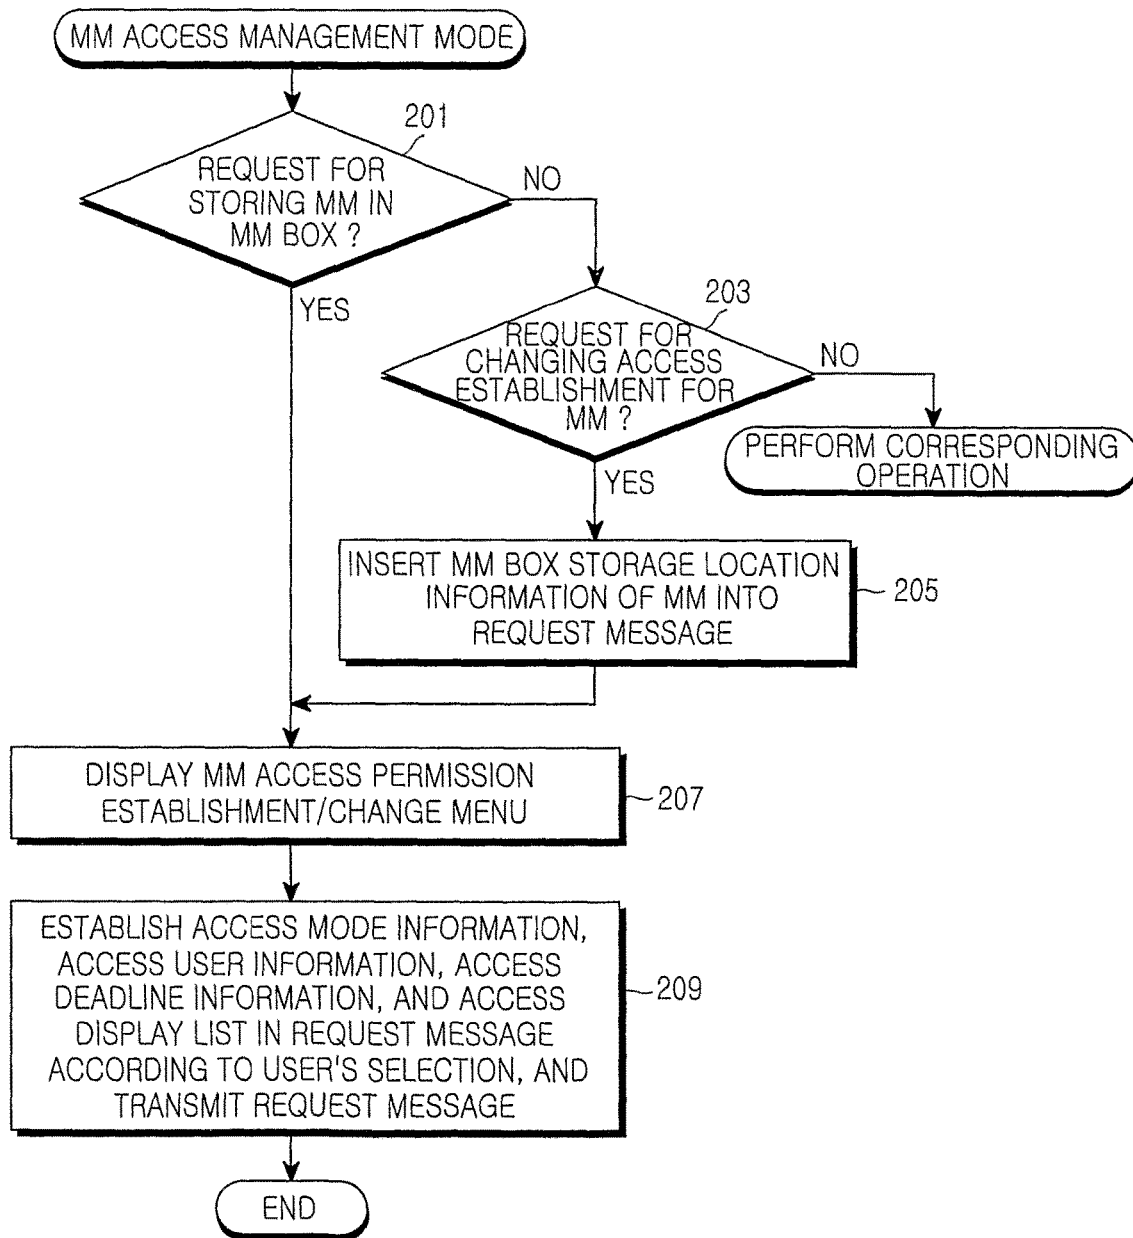 MM ACCESS MANAGEMENT MODE
201
REQUEST FOR
STORING MM IN
MM BOX ?
NO
YES
203
REQUEST FOR
CHANGING ACCESS
ESTABLISHMENT FOR
MM ?
NO
YES
PERFORM CORRESPONDING
OPERATION
INSERT MM BOX STORAGE LOCATION
INFORMATION OF MM INTO
REQUEST MESSAGE
205
DISPLAY MM ACCESS PERMISSION
ESTABLISHMENT/CHANGE MENU
207
ESTABLISH ACCESS MODE INFORMATION,
ACCESS USER INFORMATION, ACCESS
DEADLINE INFORMATION, AND ACCESS
DISPLAY LIST IN REQUEST MESSAGE
ACCORDING TO USER'S SELECTION, AND
TRANSMIT REQUEST MESSAGE
209
END